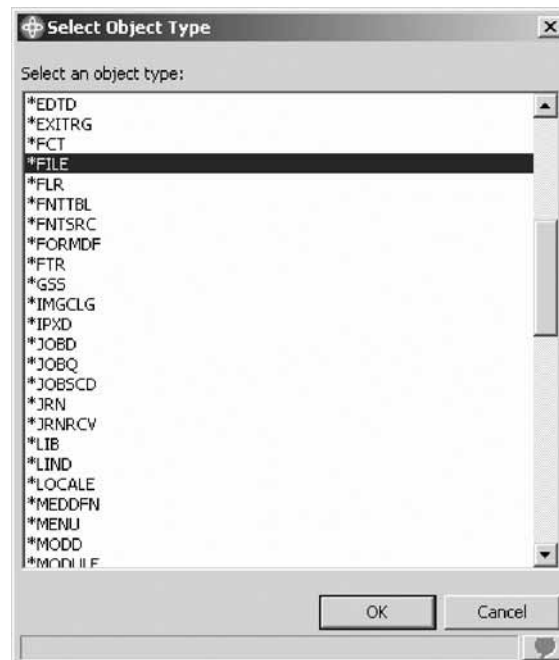 Select Object Type
Select an object type:
*EDTD
*EXITRG
*FCT
*FILE
*FLR
*FNTTBL
*FNTSRC
*FORMDF
*FTR
*GSS
*IMGCLG
*IPXD
*JOBD
*JOBQ
*JOBSCD
*JRN
*JRNRCV
*LIB
*LIND
*LOCALE
*MEDDFN
*MENU
*MODD
*MODULE
OK Cancel